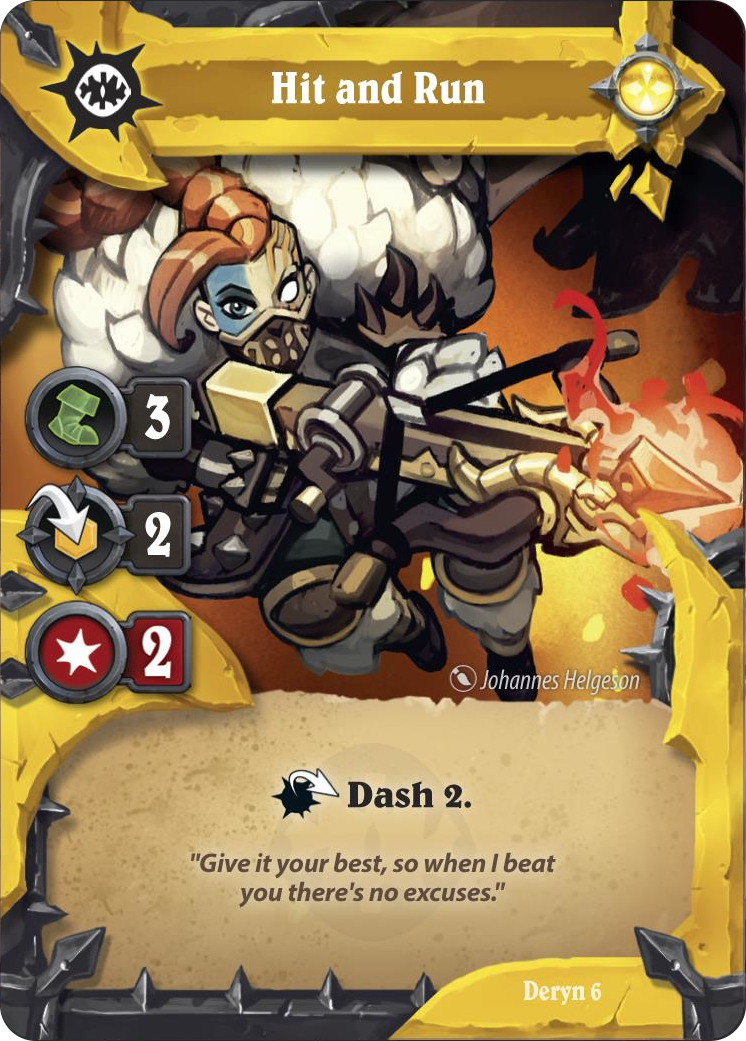 Hit and Run
3
2
2
Johannes Helgeson
Dash 2.
"Give it your best, so when I beat
you there's no excuses."
Deryn 6